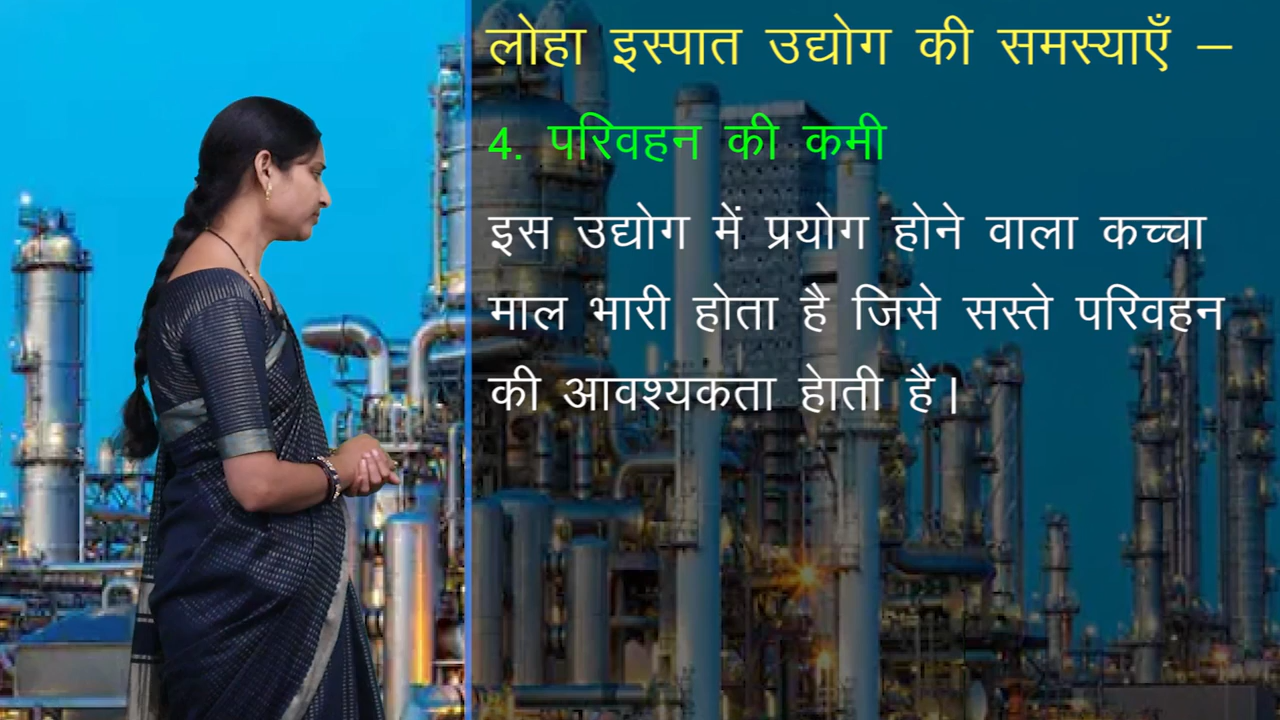 लोहा इस्पात उद्योग की समस्याएँ –
4. परिवहन की कमी
इस उद्योग में प्रयोग होने वाला कच्चा
माल भारी होता है जिसे सस्ते परिवहन
की आवश्यकता हेाती है।